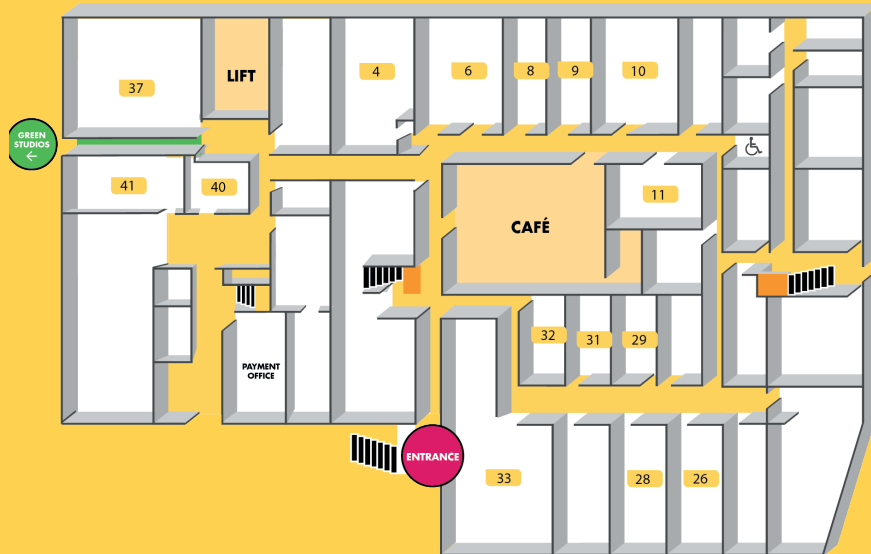 37
LIFT
4
6
8
9
10
GREEN
STUDIOS
←
41
40
11
CAFÉ
32
31
29
PAYMENT
OFFICE
ENTRANCE
33
28
26